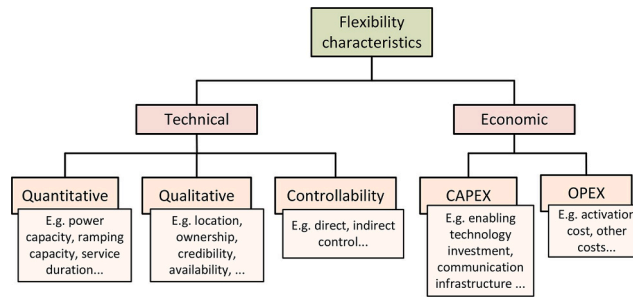 Flexibility
characteristics
Technical
Economic
Quantitative
Qualitative
Controllability
CAPEX
OPEX
E.g. power
capacity, ramping
capacity, service
duration...
E.g. location,
ownership,
credibility,
availability, ...
E.g. direct, indirect
control...
E.g. enabling
technology
investment,
communication
infrastructure ...
E.g. activation
cost, other
costs...